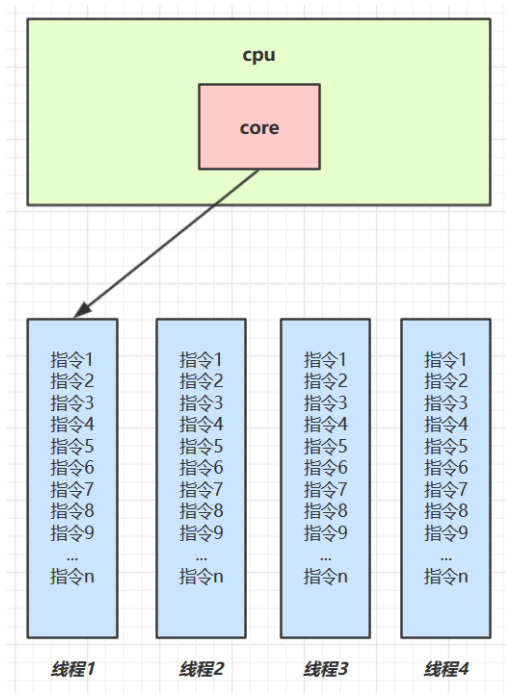 cpu
core
指令1
指令2
指令3
指令4
指令5
指令6
指令7
指令8
指令9
...
指令n
指令1
指令2
指令3
指令4
指令5
指令6
指令7
指令8
指令9
...
指令n
指令1
指令2
指令3
指令4
指令5
指令6
指令7
指令8
指令9
...
指令n
指令1
指令2
指令3
指令4
指令5
指令6
指令7
指令8
指令9
...
指令n
线程1
线程2
线程3
线程4